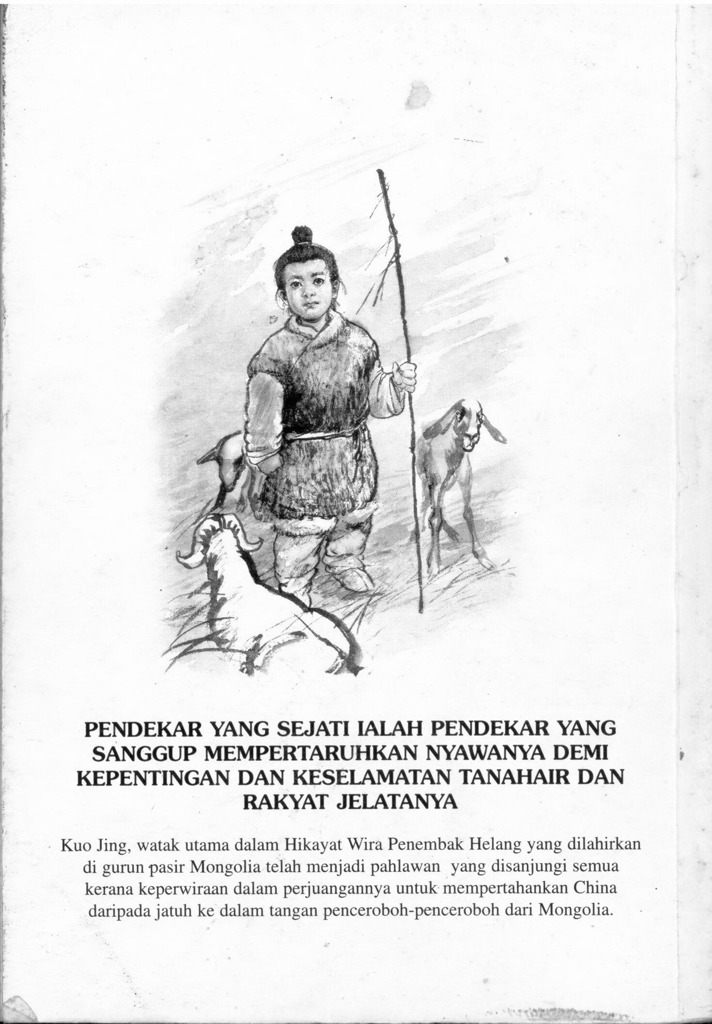 PENDEKAR YANG SEJATI IALAH PENDEKAR YANG
SANGGUP MEMPERTARUHKAN NYAWANYA DEMI
KEPENTINGAN DAN KESELAMATAN TANAHAIR DAN
RAKYAT JELATANYA
Kuo Jing, watak utama dalam Hikayat Wira Penembak Helang yang dilahirkan
di gurun pasir Mongolia telah menjadi pahlawan yang disanjungi semua
kerana keperwiraan dalam perjuangannya untuk mempertahankan China
daripada jatuh ke dalam tangan penceroboh-penceroboh dari Mongolia.